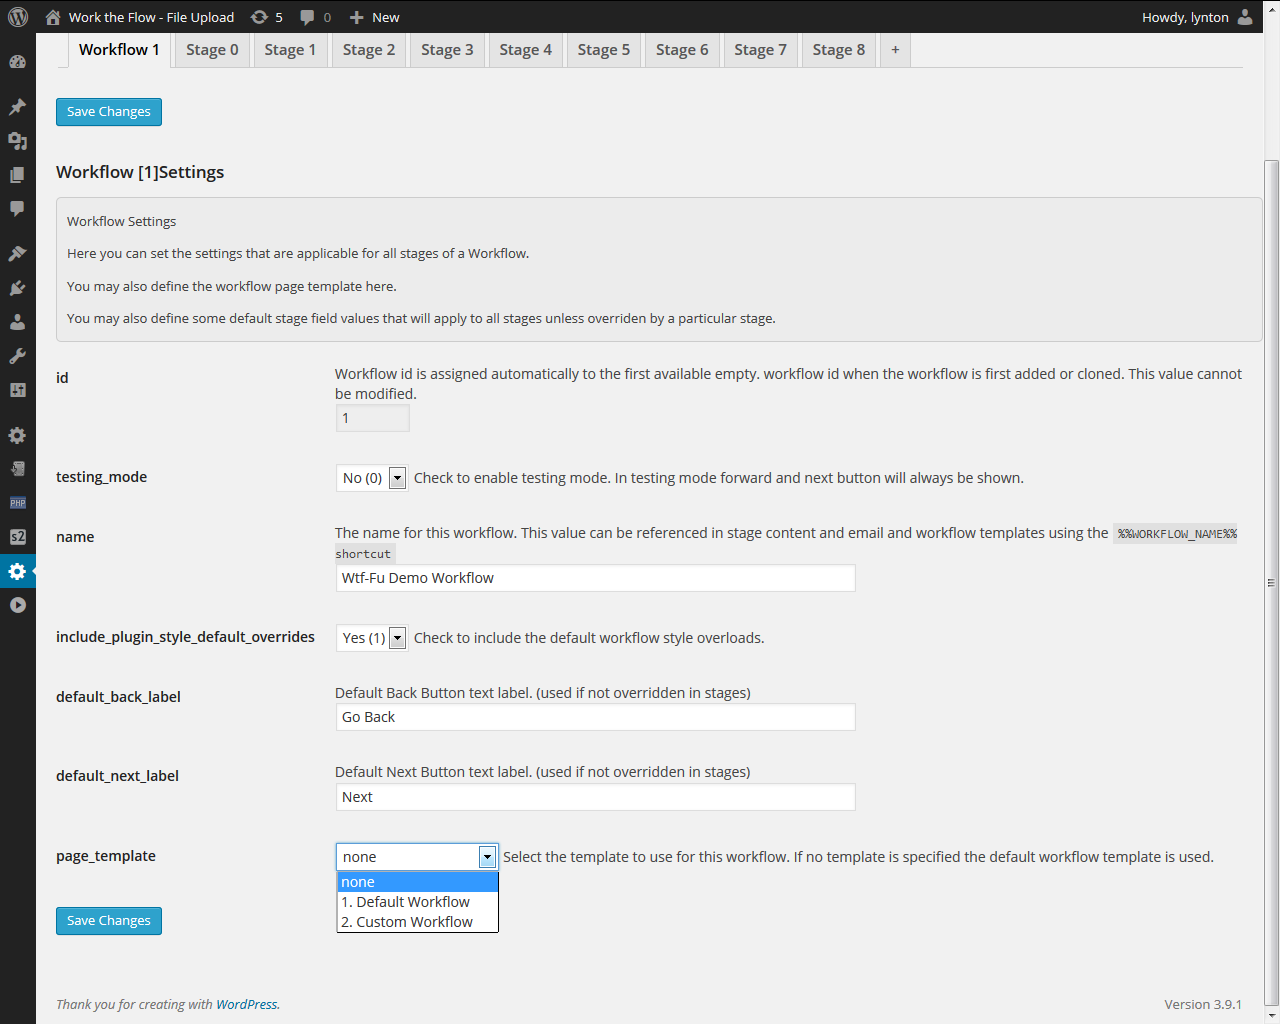 Work the Flow - File Upload 5 0 New Howdy, lynton
Workflow 1 Stage 0 Stage 1 Stage 2 Stage 3 Stage 4 Stage 5 Stage 6 Stage 7 Stage 8 +
Save Changes
Workflow [1]Settings
Workflow Settings
Here you can set the settings that are applicable for all stages of a Workflow.
You may also define the workflow page template here.
You may also define some default stage field values that will apply to all stages unless overriden by a particular stage.
id
Workflow id is assigned automatically to the first available empty. workflow id when the workflow is first added or cloned. This value cannot
be modified.
1
testing_mode No (0) Check to enable testing mode. In testing mode forward and next button will always be shown.
name
The name for this workflow. This value can be referenced in stage content and email and workflow templates using the %%WORKFLOW_NAME%%
shortcut
Wtf-Fu Demo Workflow
include_plugin_style_default_overrides Yes (1) Check to include the default workflow style overloads.
default_back_label
Default Back Button text label. (used if not overridden in stages)
Go Back
default_next_label
Default Next Button text label. (used if not overridden in stages)
Next
page_template none Select the template to use for this workflow. If no template is specified the default workflow template is used.
none
1. Default Workflow
2. Custom Workflow
Save Changes
PHP
s2
Thank you for creating with WordPress. Version 3.9.1